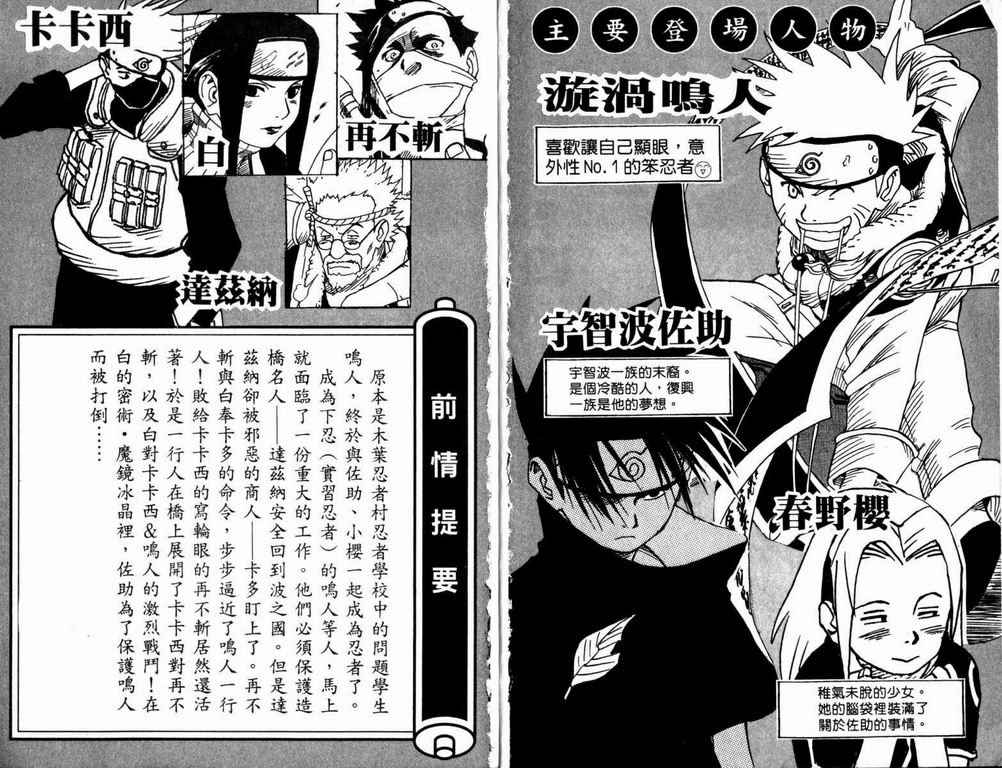 主要登場人物
漩渦鳴人
喜歡讓自己顯眼，意
外性No.1的笨忍者
宇智波佐助
宇智波一族的末裔。
是個冷酷的人，復興
一族是他的夢想。
春野櫻
稚氣未脫的少女。
她的腦袋裡裝滿了
關於佐助的事情。
卡卡西
白
再不斬
達茲納
前情提要
原本是木葉忍者村忍者學校中的問題學生
鳴人，終於與佐助、小櫻一起成為忍者了。
成為下忍（實習忍者）的鳴人等人，馬上
就面臨了一份重大的工作。他們必須保護造
橋名人——達茲納安全回到波之國。但是達
茲納卻被邪惡的商人——卡多盯上了。再不
斬與白奉卡多的命令，步步逼近了鳴人一行
人！敗給卡卡西的寫輪眼的再不斬居然還活
著！於是一行人在橋上展開了卡卡西對再不
斬，以及白對卡卡西&鳴人的激烈戰鬥！在
白的密術・魔鏡冰晶裡，佐助為了保護鳴人
而被打倒……